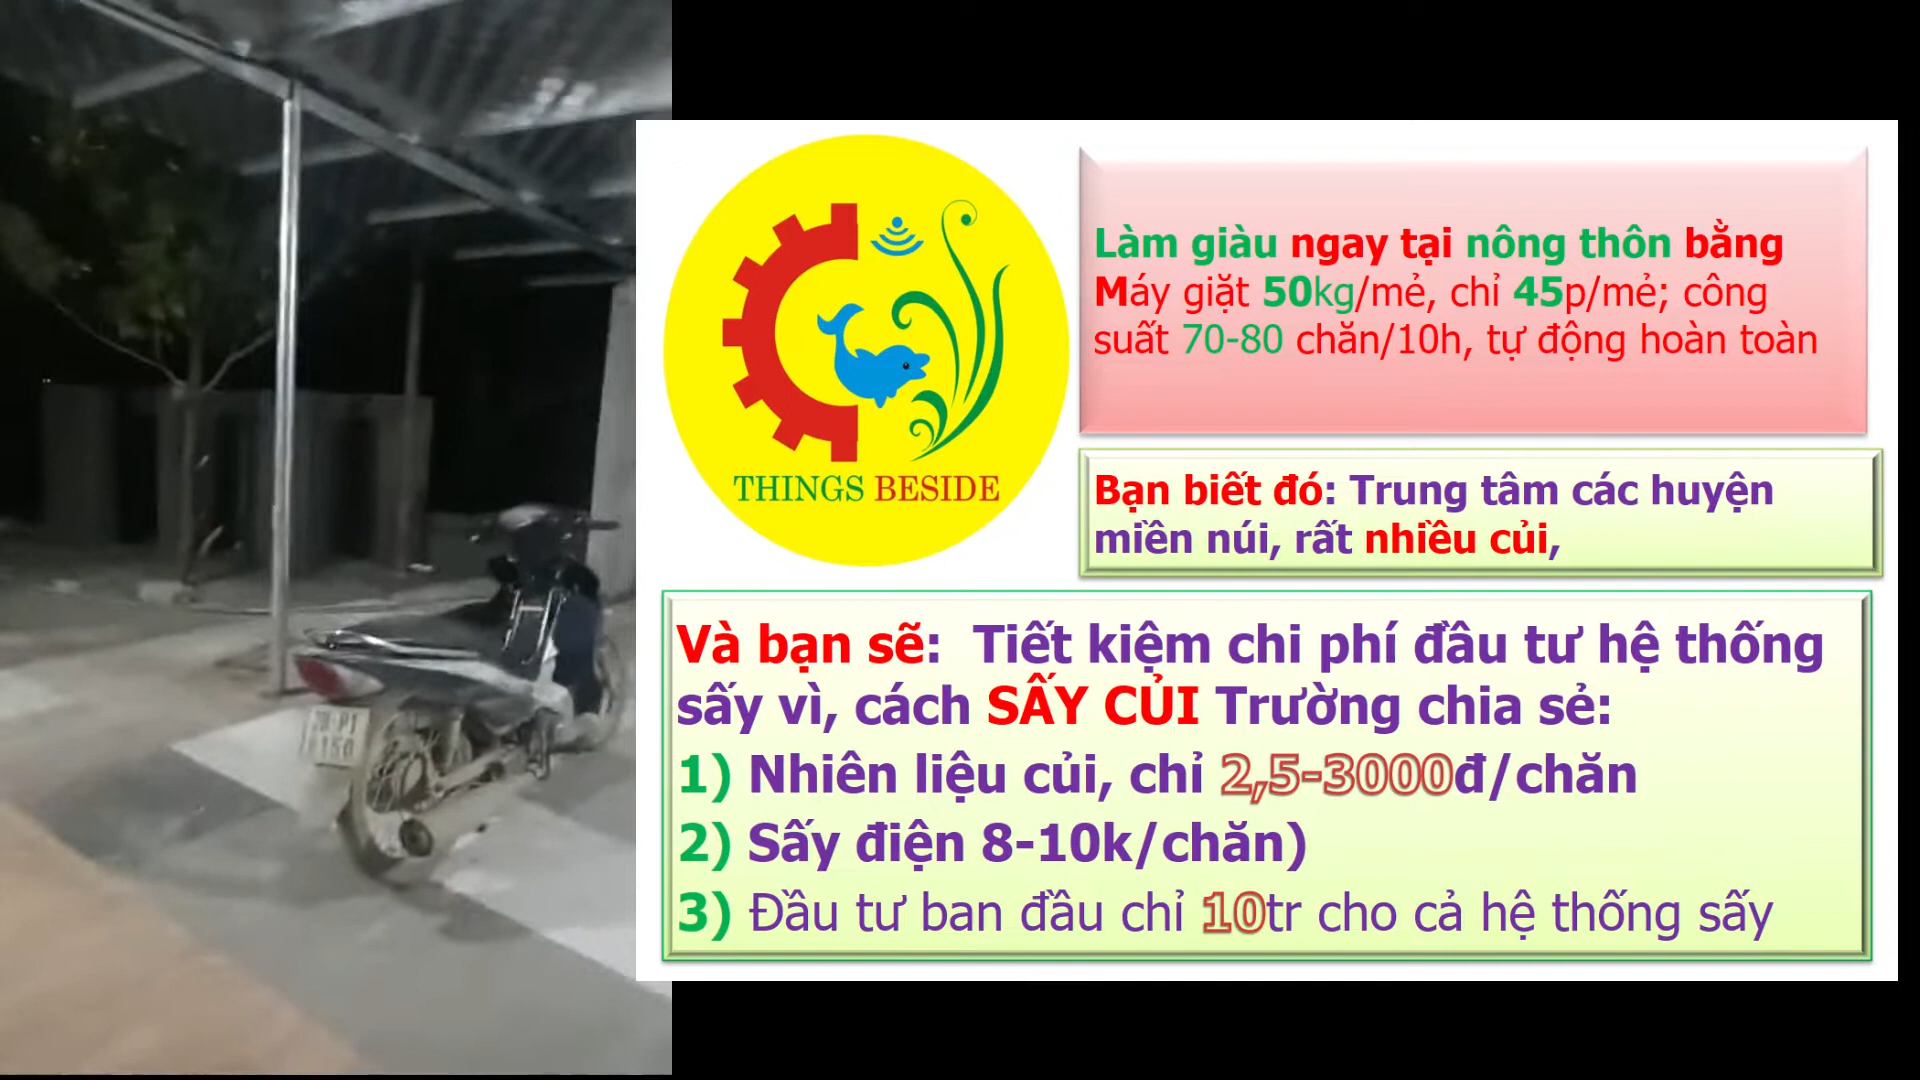 THINGS BESIDE
Làm giàu ngay tại nông thôn bằng
Máy giặt 50kg/mẻ, chỉ 45p/mẻ; công
suất 70-80 chăn/10h, tự động hoàn toàn
Bạn biết đó: Trung tâm các huyện
miền núi, rất nhiều củi,
Và bạn sẽ: Tiết kiệm chi phí đầu tư hệ thống
sấy vì, cách SẤY CỦI Trường chia sẻ:
1) Nhiên liệu củi, chỉ 2,5-3000đ/chăn
2) Sấy điện 8-10k/chăn)
3) Đầu tư ban đầu chỉ 10tr cho cả hệ thống sấy